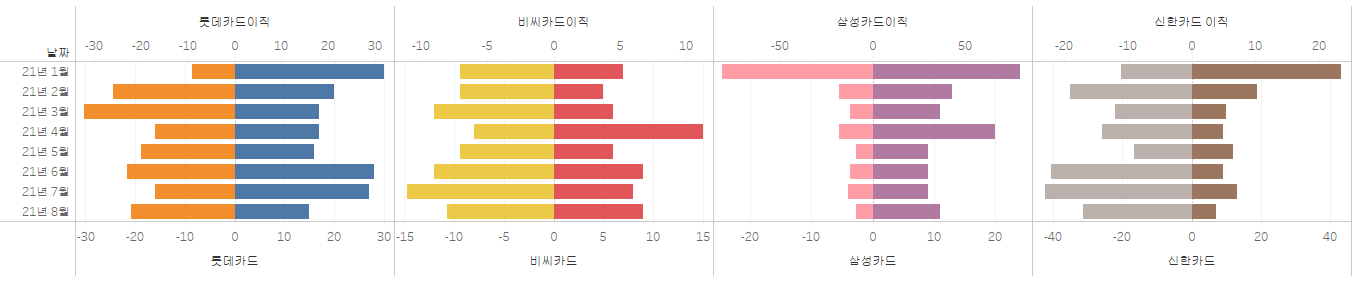 롯데카드이직 비씨카드이직 삼성카드이직 신한카드 이직
날짜 -30 -20 -10 0 10 20 30 -10 -5 0 5 10 -50 0 50 -20 -10 0 10 20
21년 1월
21년 2월
21년 3월
21년 4월
21년 5월
21년 6월
21년 7월
21년 8월
-30 -20 -10 0 10 20 30 -15 -10 -5 0 5 10 15 -20 -10 0 10 20 -40 -20 0 20 40
롯데카드 비씨카드 삼성카드 신한카드